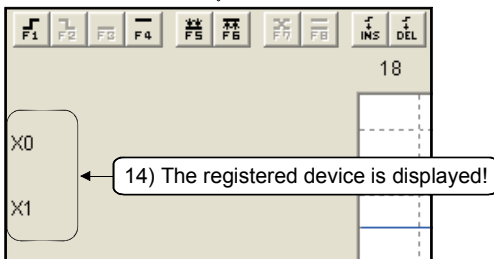 F1 F2 F3 F4 F5 F6 F7 F8 INS DEL
18
X0
14) The registered device is displayed!
X1